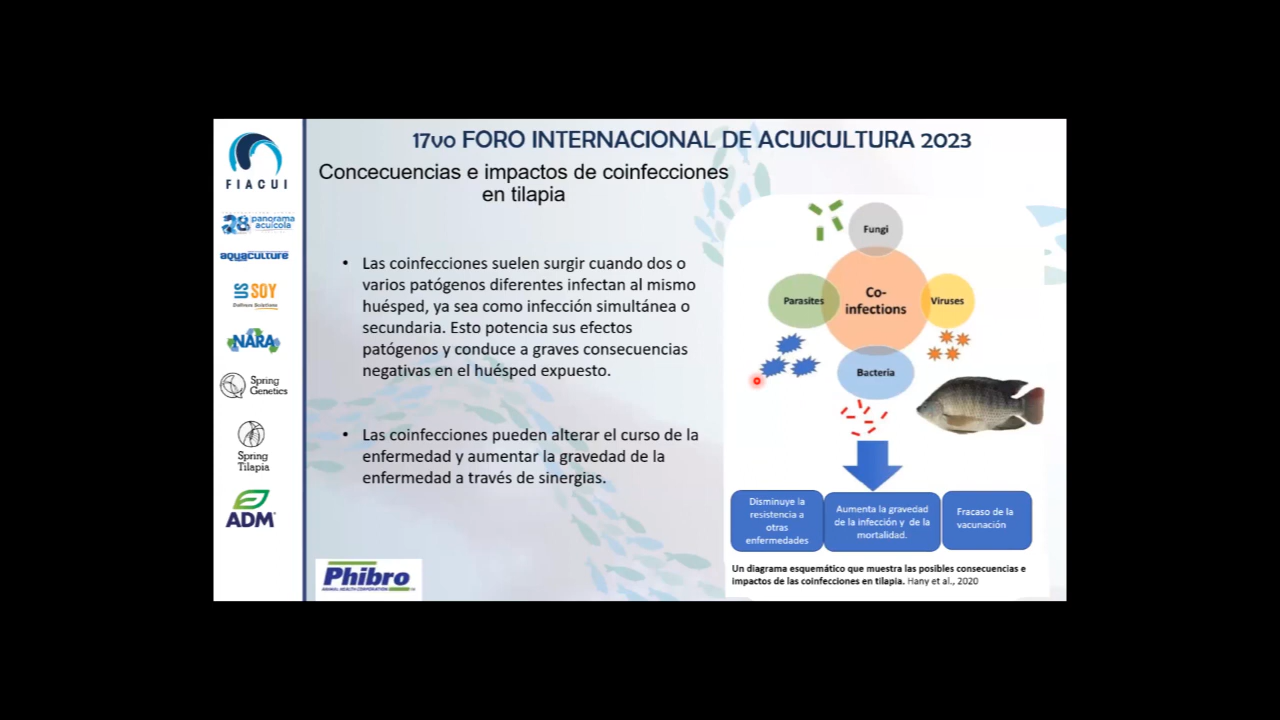 17vo FORO INTERNACIONAL DE ACUICULTURA 2023
FIACUI
panorama
acuícola
aquaculture
US
SOY
NARA
Spring
Genetics
Spring
Tilapia
ADM
Concecuencias e impactos de coinfecciones
en tilapia
• Las coinfecciones suelen surgir cuando dos o
varios patógenos diferentes infectan al mismo
huésped, ya sea como infección simultánea o
secundaria. Esto potencia sus efectos
patógenos y conduce a graves consecuencias
negativas en el huésped expuesto.
• Las coinfecciones pueden alterar el curso de la
enfermedad y aumentar la gravedad de la
enfermedad a través de sinergias.
Phibro
ANIMAL HEALTH CORPORATION
Fungi
Parasites
Co-
infections
Viruses
Bacteria
Disminuye la
resistencia a
otras
enfermedades
Aumenta la gravedad
de la infección y de la
mortalidad.
Fracaso de la
vacunación
Un diagrama esquemático que muestra las posibles consecuencias e
impactos de las coinfecciones en tilapia. Hany et al., 2020